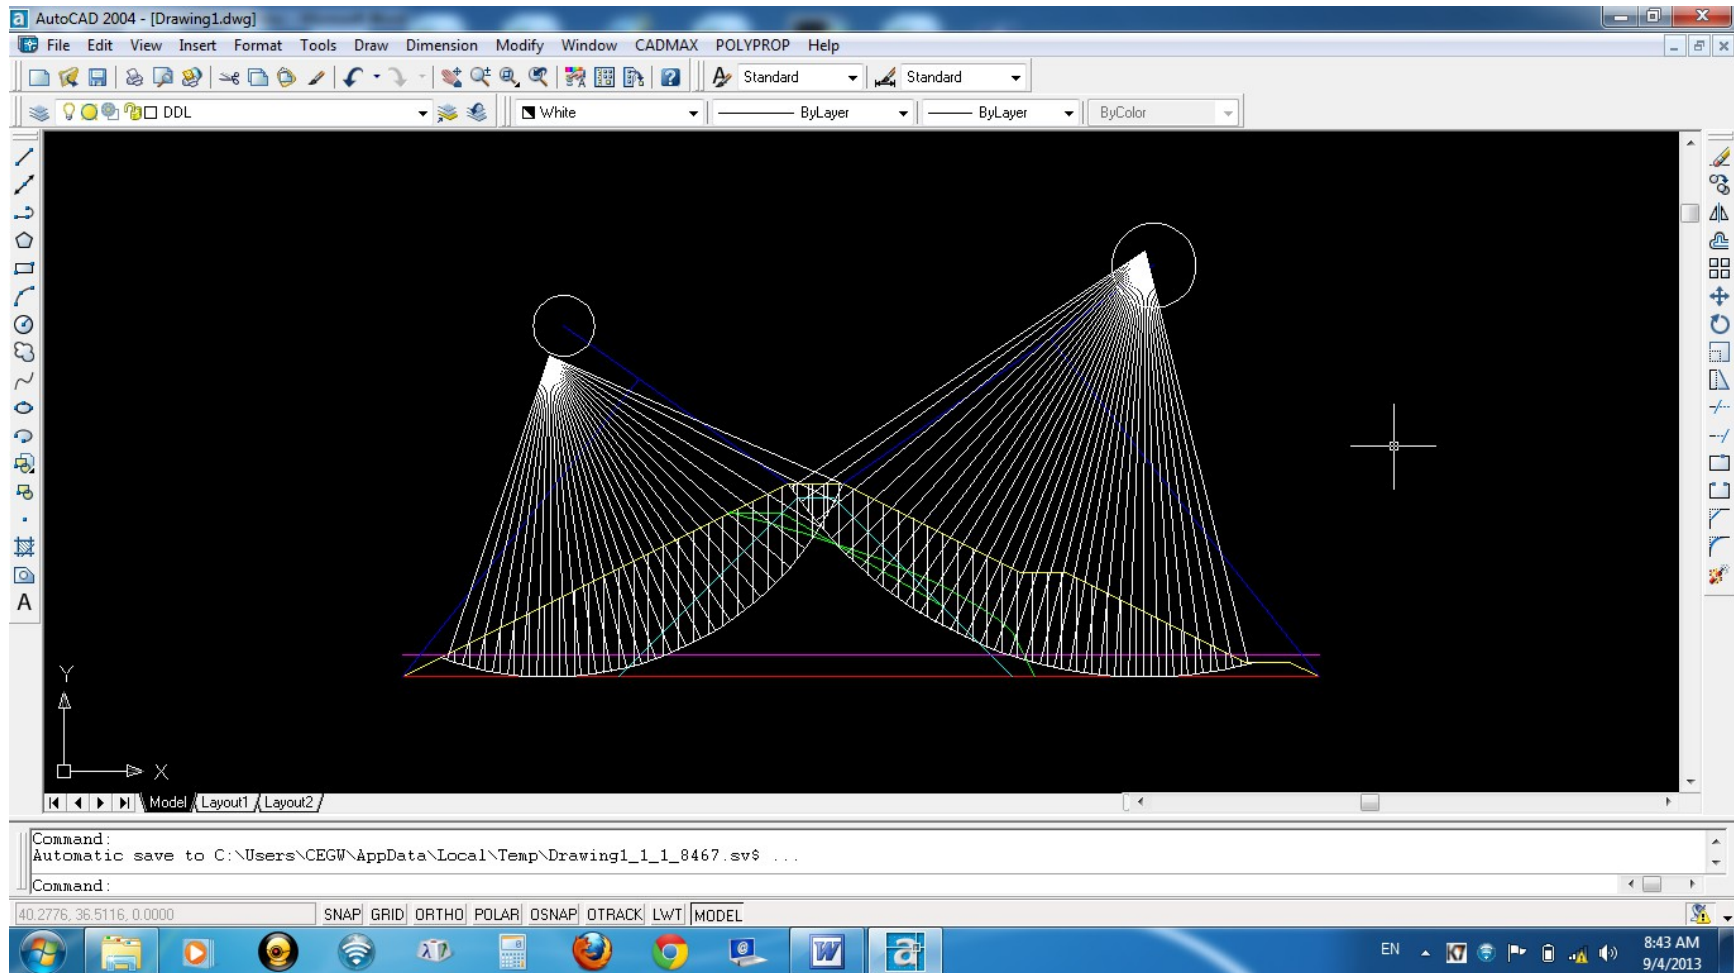 AutoCAD 2004 - [Drawing1.dwg]
File Edit View Insert Format Tools Draw Dimension Modify Window CADMAX POLYPROP Help
Standard Standard
DDL White ByLayer ByLayer ByColor
A
Y
X
Model Layout1 Layout2
Command:
Automatic save to C:\Users\CEGW\AppData\Local\Temp\Drawing1_1_1_8467.sv$ ...
Command:
40.2776, 36.5116, 0.0000 SNAP GRID ORTHO POLAR OSNAP OTRACK LWT MODEL
EN 8:43 AM
9/4/2013